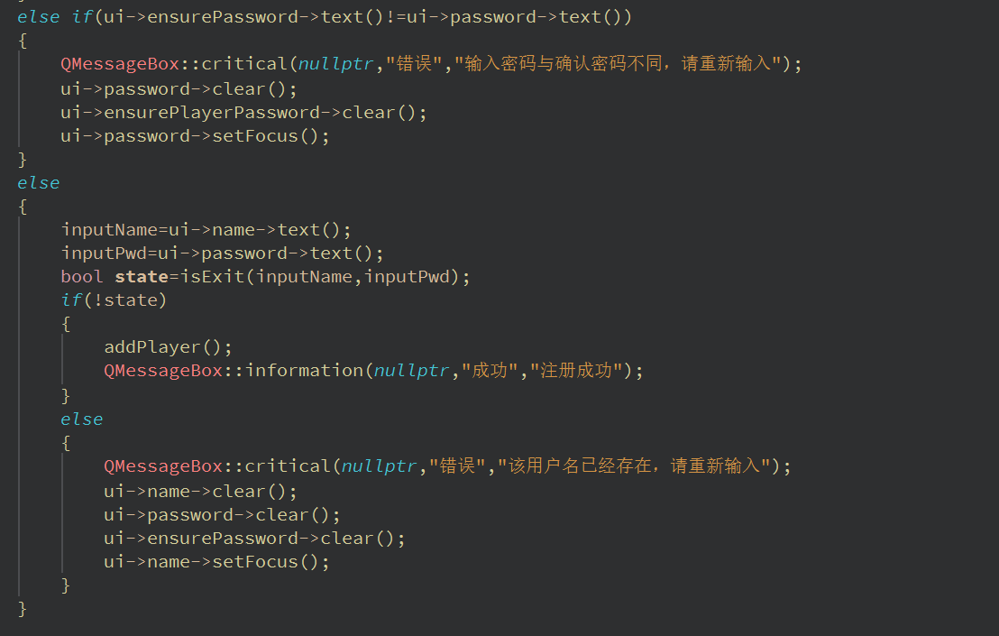 else if(ui->ensurePassword->text()!=ui->password->text())
{
QMessageBox::critical(nullptr,"错误","输入密码与确认密码不同，请重新输入");
ui->password->clear();
ui->ensurePlayerPassword->clear();
ui->password->setFocus();
}
else
{
inputName=ui->name->text();
inputPwd=ui->password->text();
bool state=isExit(inputName,inputPwd);
if(!state)
{
addPlayer();
QMessageBox::information(nullptr,"成功","注册成功");
}
else
{
QMessageBox::critical(nullptr,"错误","该用户名已经存在，请重新输入");
ui->name->clear();
ui->password->clear();
ui->ensurePassword->clear();
ui->name->setFocus();
}
}